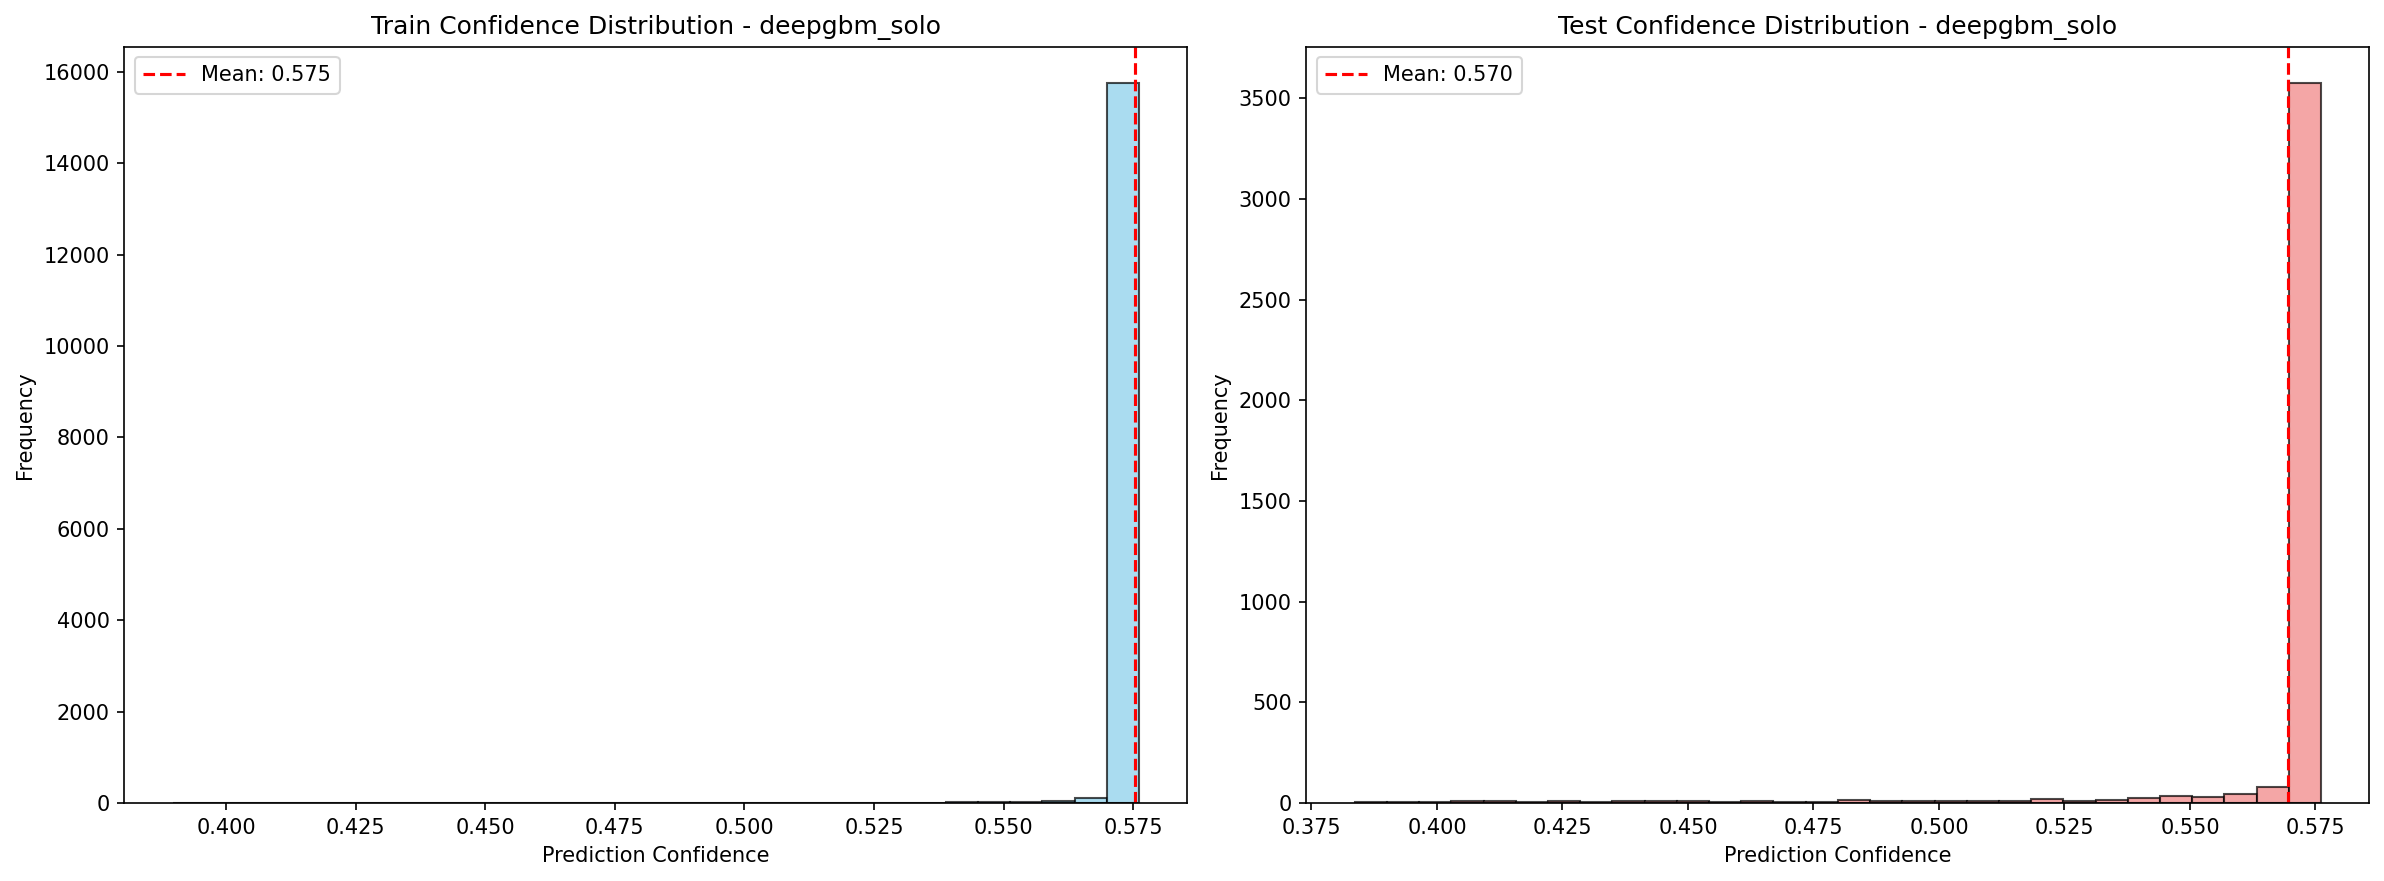 Train Confidence Distribution - deepgbm_solo
Mean: 0.575
16000
14000
12000
10000
8000
6000
4000
2000
0
Frequency
0.400 0.425 0.450 0.475 0.500 0.525 0.550 0.575
Prediction Confidence
Test Confidence Distribution - deepgbm_solo
Mean: 0.570
3500
3000
2500
2000
1500
1000
500
0
Frequency
0.375 0.400 0.425 0.450 0.475 0.500 0.525 0.550 0.575
Prediction Confidence